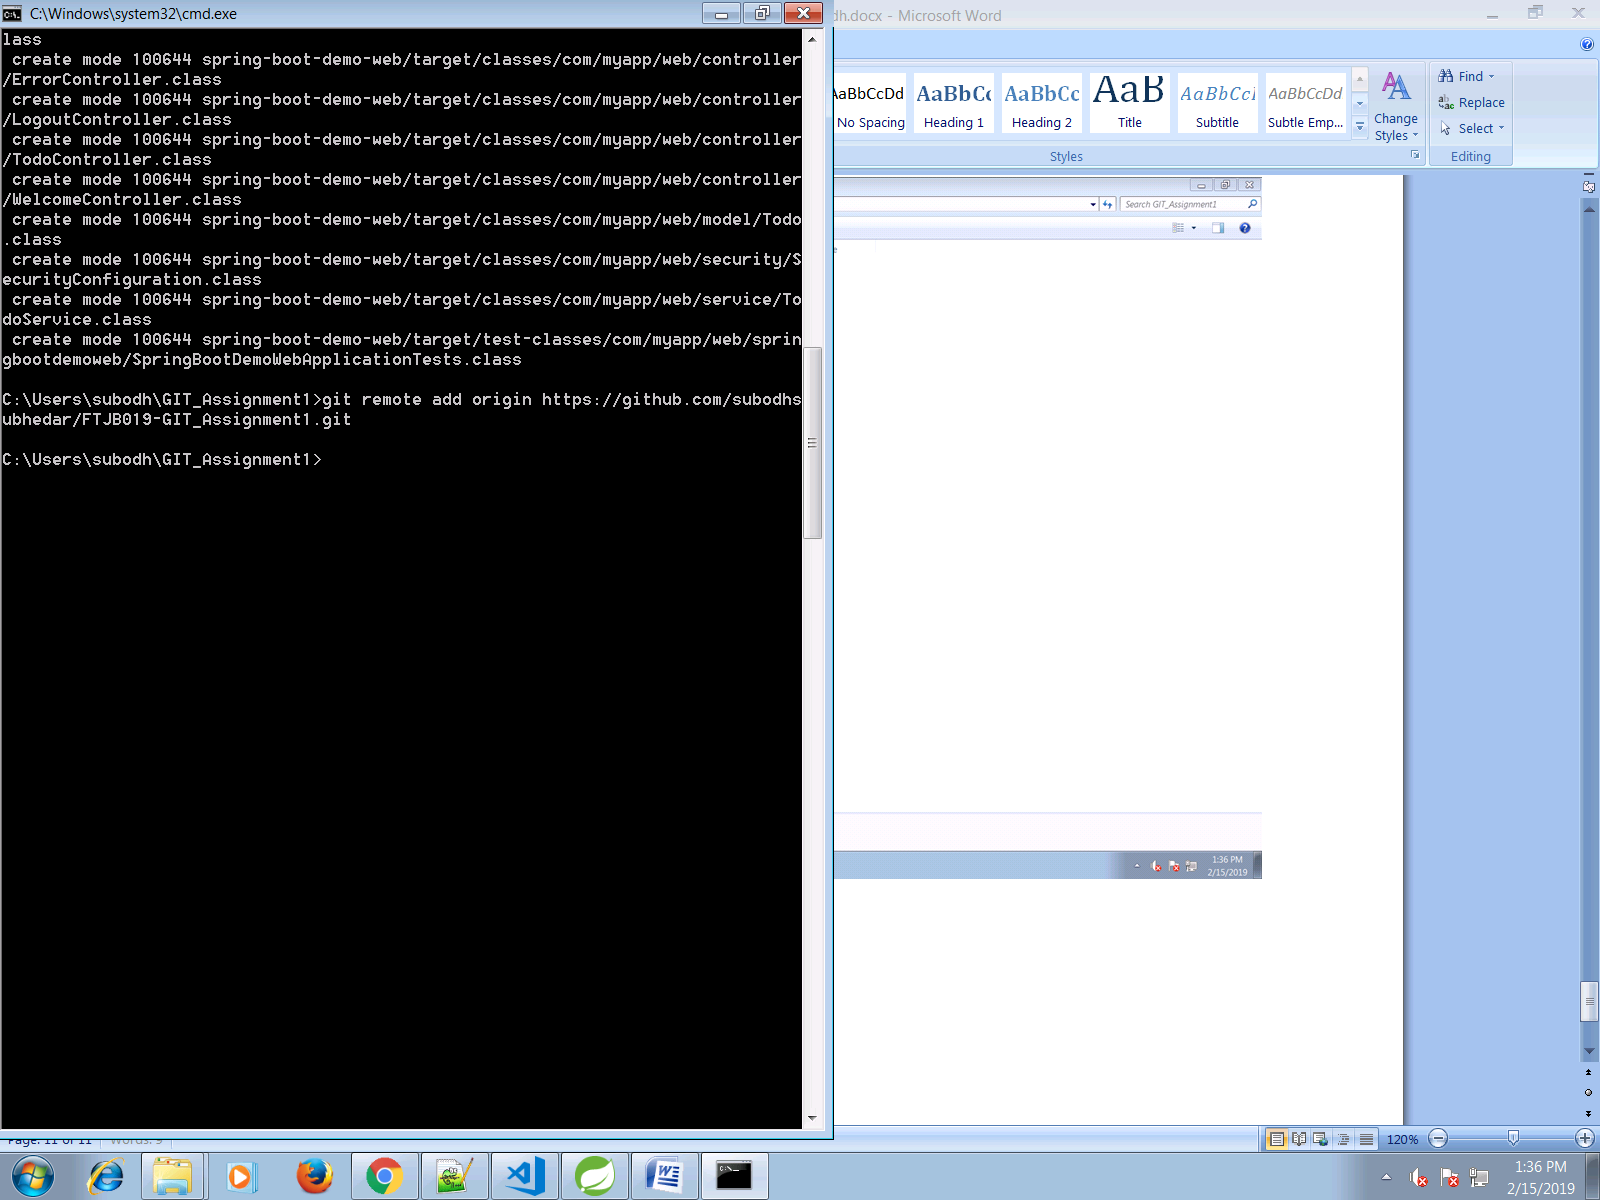 C:\Windows\system32\cmd.exe
dh.docx - Microsoft Word
lass
create mode 100644 spring-boot-demo-web/target/classes/com/myapp/web/controller
/ErrorController.class
create mode 100644 spring-boot-demo-web/target/classes/com/myapp/web/controller
/LogoutController.class
create mode 100644 spring-boot-demo-web/target/classes/com/myapp/web/controller
/TodoController.class
create mode 100644 spring-boot-demo-web/target/classes/com/myapp/web/controller
/WelcomeController.class
create mode 100644 spring-boot-demo-web/target/classes/com/myapp/web/model/Todo
.class
create mode 100644 spring-boot-demo-web/target/classes/com/myapp/web/security/S
ecurityConfiguration.class
create mode 100644 spring-boot-demo-web/target/classes/com/myapp/web/service/To
doService.class
create mode 100644 spring-boot-demo-web/target/test-classes/com/myapp/web/sprin
gbootdemoweb/SpringBootDemoWebApplicationTests.class
C:\Users\subodh\GIT_Assignment1>git remote add origin https://github.com/subodhs
ubhedar/FTJB019-GIT_Assignment1.git
C:\Users\subodh\GIT_Assignment1>
AaBbCcDd AaBbCc AaBbCc AaB AaBbCcI AaBbCcDd
No Spacing Heading 1 Heading 2 Title Subtitle Subtle Emp...
Change
Styles
Find
Replace
Select
Styles
Editing
Search GIT_Assignment1
1:36 PM
2/15/2019
Page: 11 of 11 Words: 9
120%
1:36 PM
2/15/2019